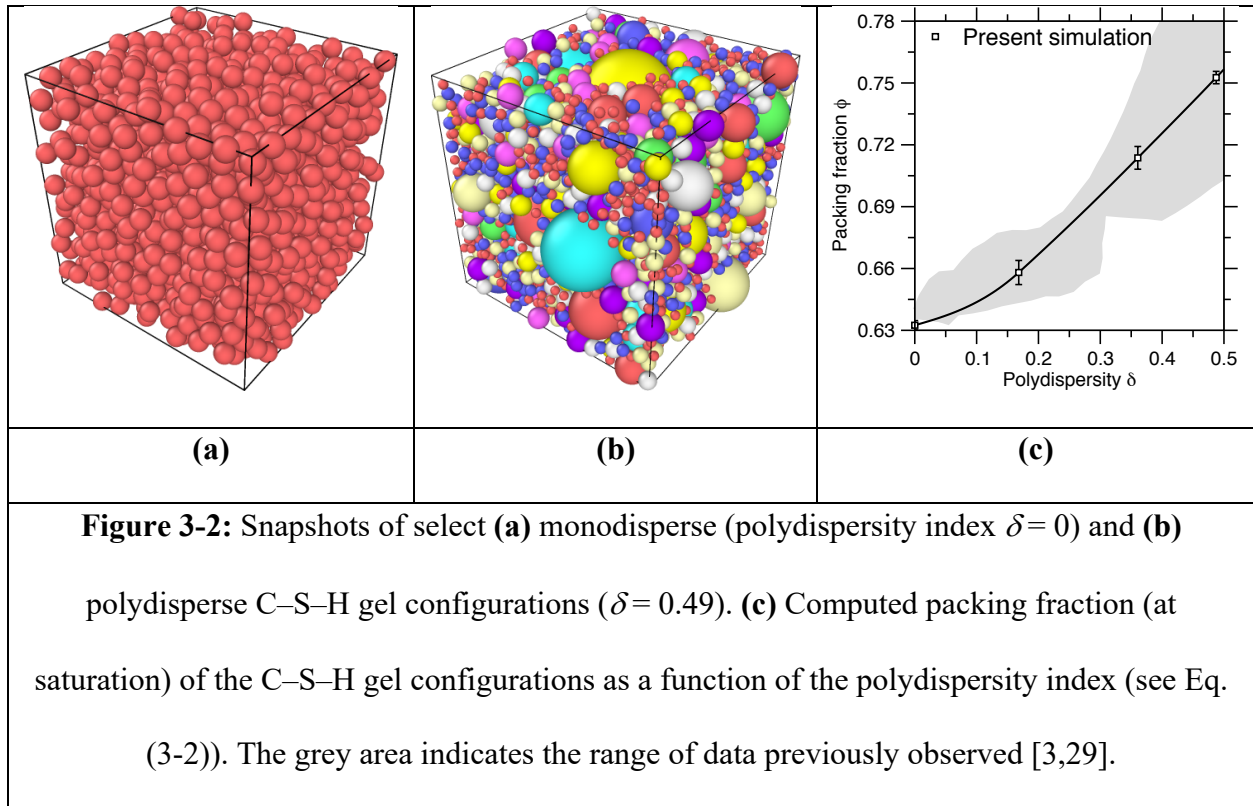 0.78
Present simulation
0.75
0.72
0.69
0.66
0.63
Packing fraction ϕ
0 0.1 0.2 0.3 0.4 0.5
Polydispersity δ
(a) (b) (c)
Figure 3-2: Snapshots of select (a) monodisperse (polydispersity index δ = 0) and (b)
polydisperse C–S–H gel configurations (δ = 0.49). (c) Computed packing fraction (at
saturation) of the C–S–H gel configurations as a function of the polydispersity index (see Eq.
(3-2)). The grey area indicates the range of data previously observed [3,29].